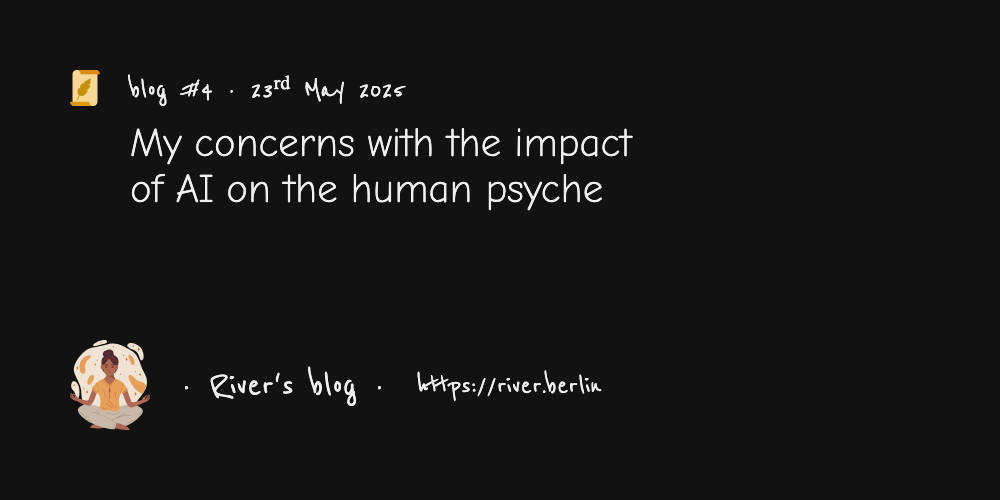 blog #4 · 23rd May 2025
My concerns with the impact
of AI on the human psyche
· River's blog · https://river.berlin